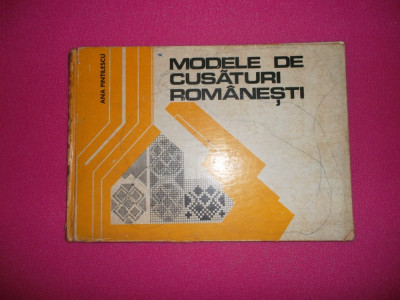 ANA PINTILESCU
MODELE DE
CUSĂTURI
ROMÂNEȘTI